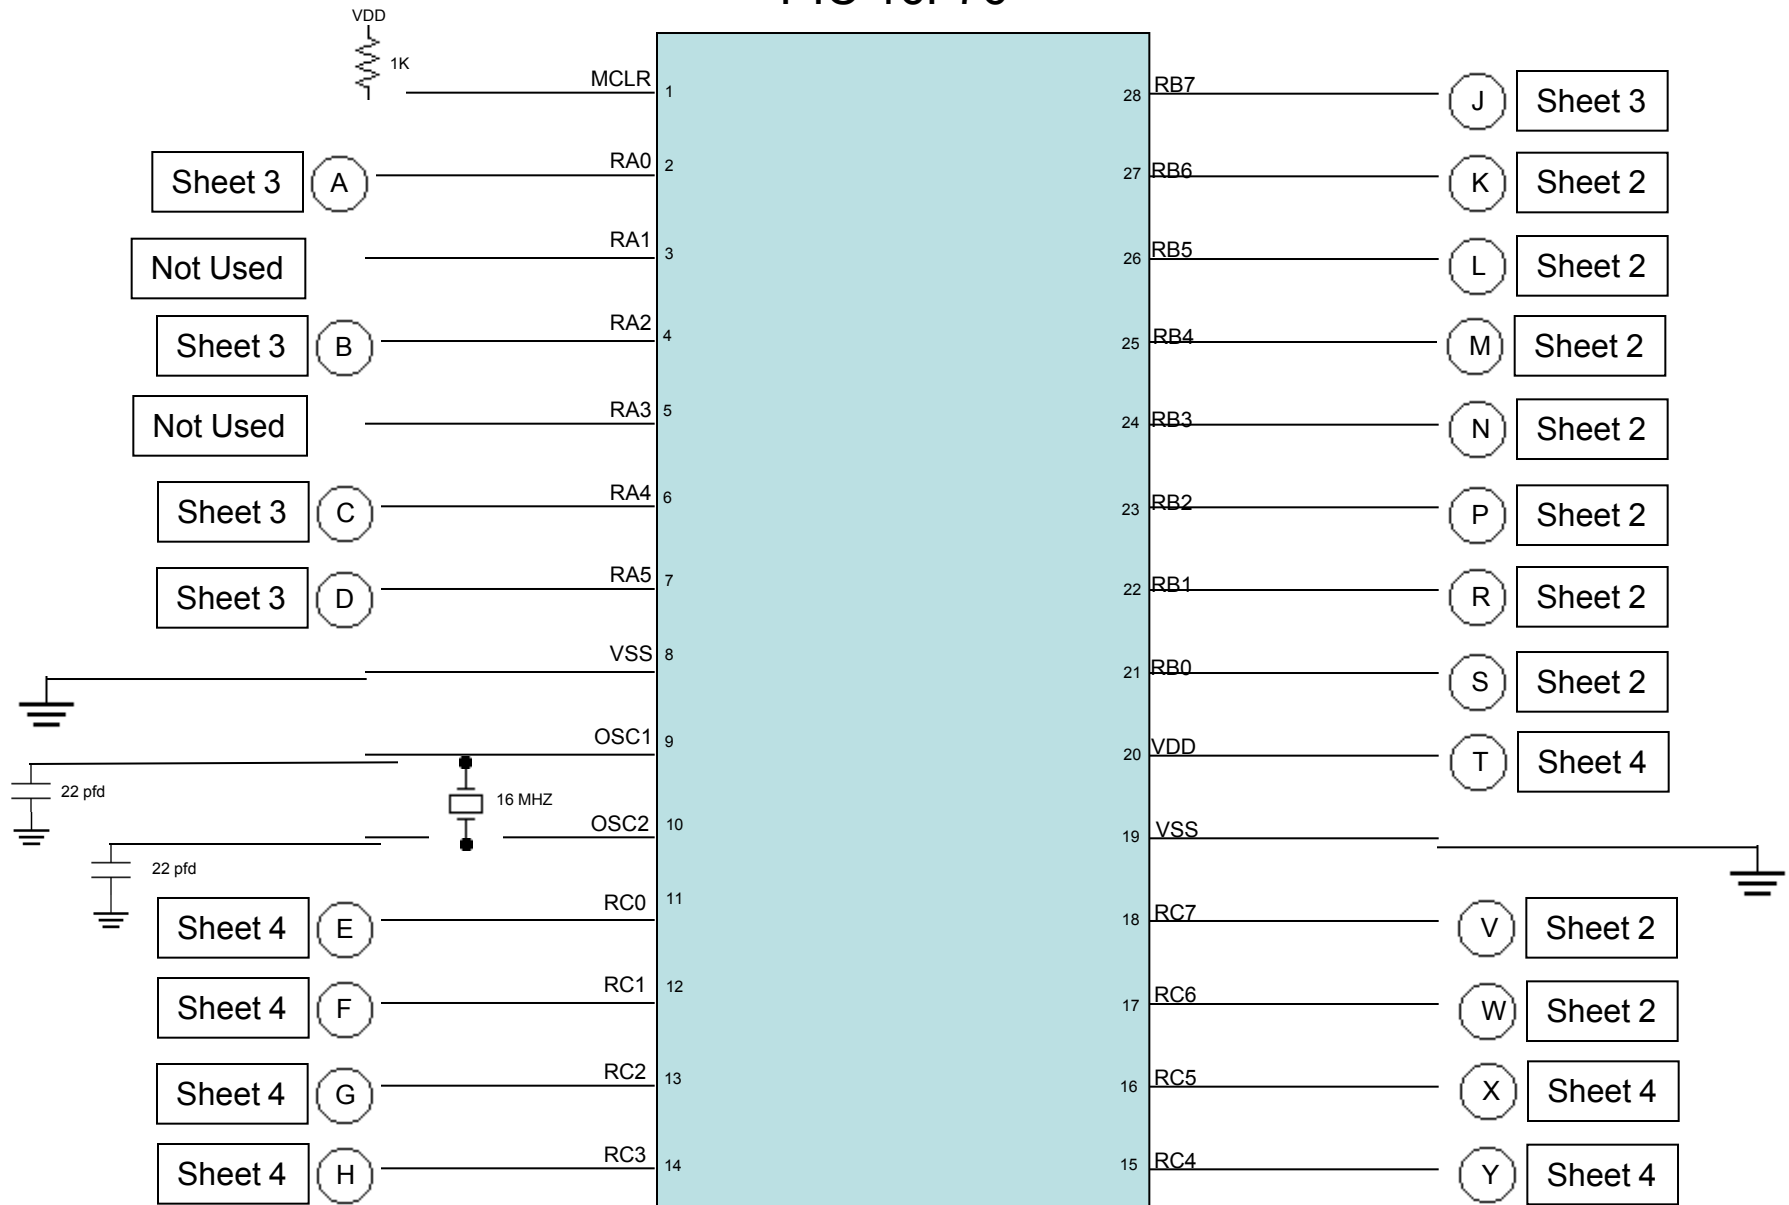 VDD
1K
MCLR 1
28 RB7 J Sheet 3
Sheet 3 A RA0 2
27 RB6 K Sheet 2
Not Used RA1 3
26 RB5 L Sheet 2
Sheet 3 B RA2 4
25 RB4 M Sheet 2
Not Used RA3 5
24 RB3 N Sheet 2
Sheet 3 C RA4 6
23 RB2 P Sheet 2
Sheet 3 D RA5 7
22 RB1 R Sheet 2
VSS 8
21 RB0 S Sheet 2
OSC1 9
20 VDD T Sheet 4
22 pfd
16 MHZ
OSC2 10
19 VSS
22 pfd
Sheet 4 E RC0 11
18 RC7 V Sheet 2
Sheet 4 F RC1 12
17 RC6 W Sheet 2
Sheet 4 G RC2 13
16 RC5 X Sheet 4
Sheet 4 H RC3 14
15 RC4 Y Sheet 4